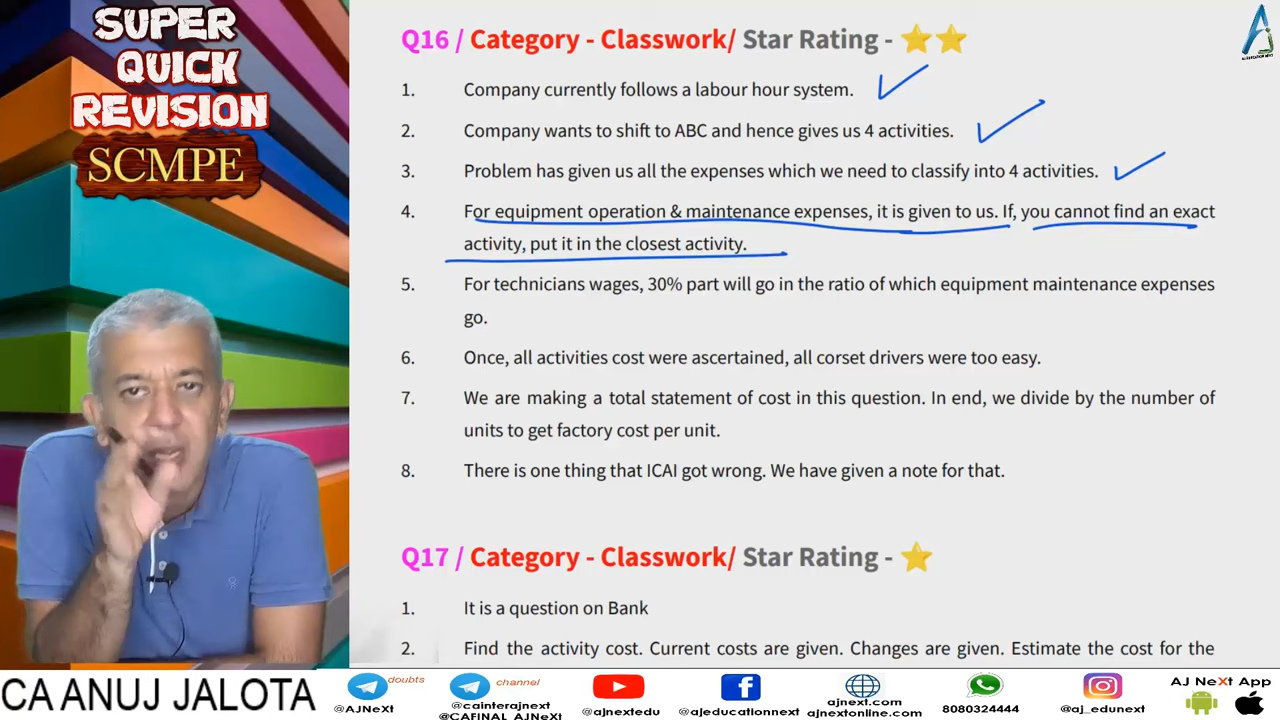 SUPER
QUICK
REVISION
SCMPE
Q16 / Category - Classwork/ Star Rating -
1. Company currently follows a labour hour system.
2. Company wants to shift to ABC and hence gives us 4 activities.
3. Problem has given us all the expenses which we need to classify into 4 activities.
4. For equipment operation & maintenance expenses, it is given to us. If, you cannot find an exact
activity, put it in the closest activity.
5. For technicians wages, 30% part will go in the ratio of which equipment maintenance expenses
go.
6. Once, all activities cost were ascertained, all corset drivers were too easy.
7. We are making a total statement of cost in this question. In end, we divide by the number of
units to get factory cost per unit.
8. There is one thing that ICAI got wrong. We have given a note for that.
Q17 / Category - Classwork/ Star Rating -
1. It is a question on Bank
2. Find the activity cost. Current costs are given. Changes are given. Estimate the cost for the
CA ANUJ JALOTA
doubts
@AJNeXt
channel
@cainterajnext
@CAFINAL_AJNeXt
@ajnextedu
@ajeducationnext
ajnext.com
ajnextonline.com
8080324444
@aj_edunext
AJ NeXt App